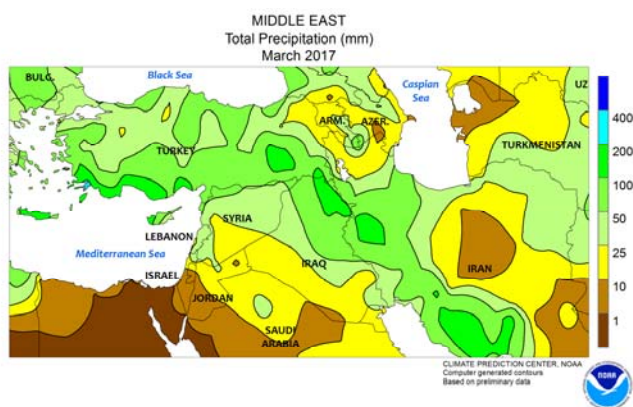 MIDDLE EAST
Total Precipitation (mm)
March 2017
BULG.
Black Sea
Caspian
Sea
UZ
ARM.
AZER.
TURKEY
TURKMENISTAN
SYRIA
LEBANON
Mediterranean Sea
IRAQ
IRAN
ISRAEL
JORDAN
SAUDI
ARABIA
400
200
100
50
25
10
1
CLIMATE PREDICTION CENTER, NOAA
Computer generated contours
Based on preliminary data
NOAA